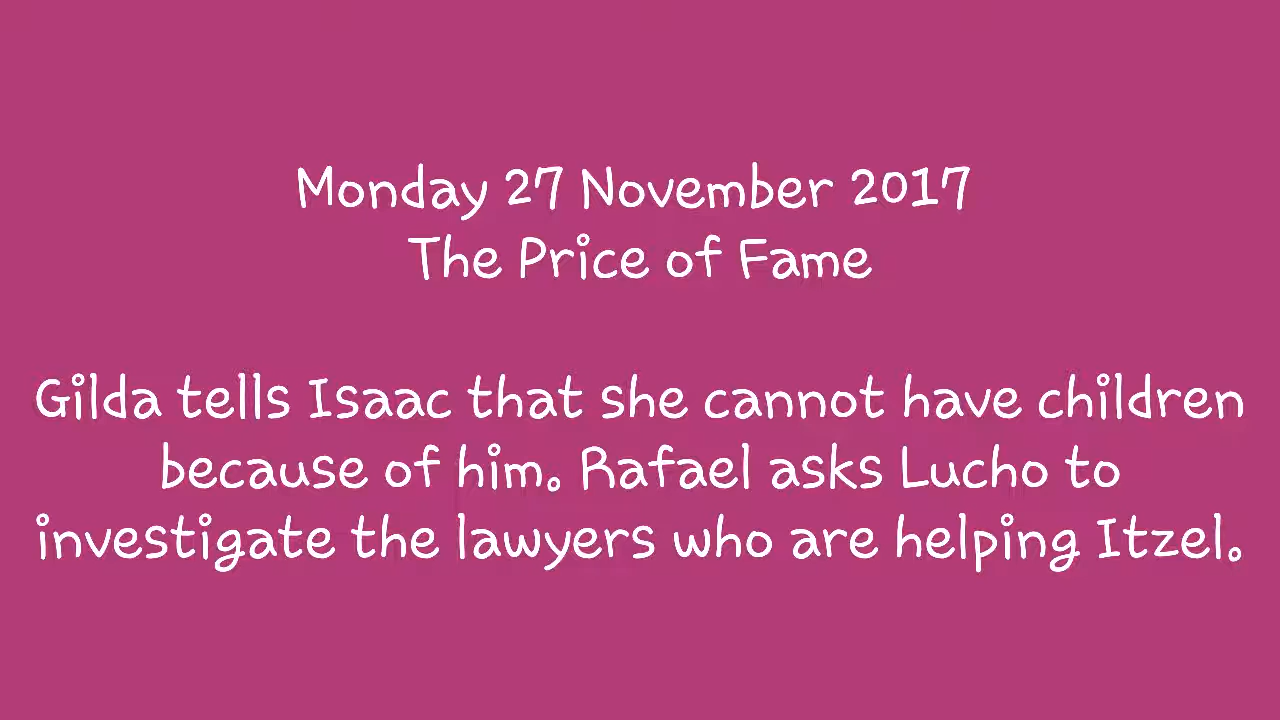 Monday 27 November 2017
The Price of Fame
Gilda tells Isaac that she cannot have children
because of him. Rafael asks Lucho to
investigate the lawyers who are helping Itzel.